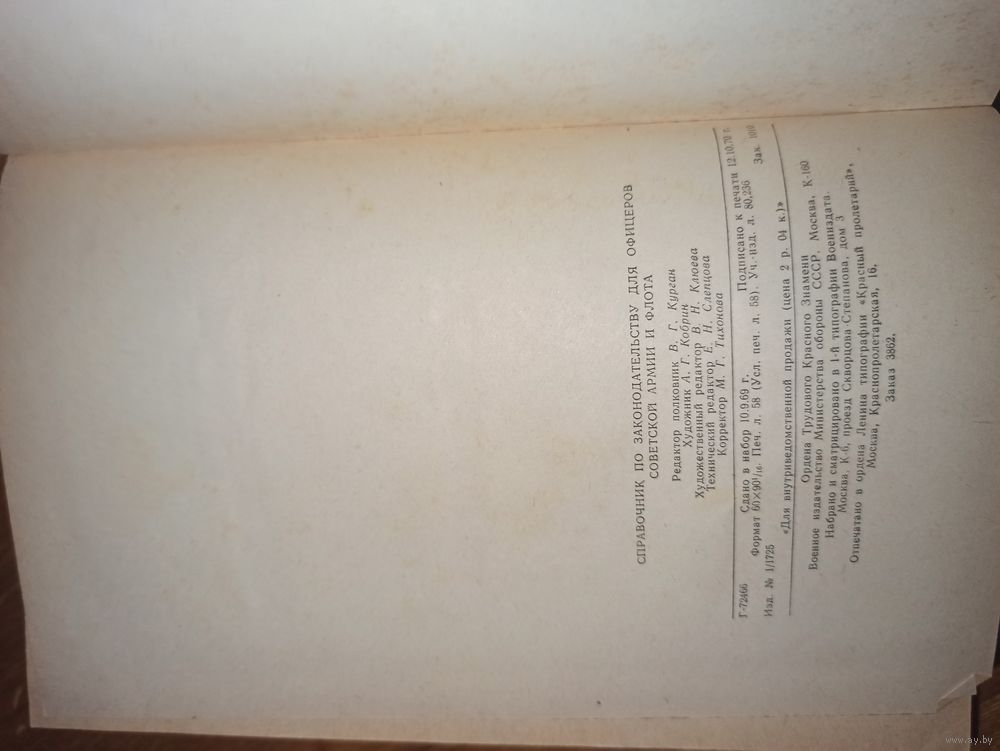 СПРАВОЧНИК ПО ЗАКОНОДАТЕЛЬСТВУ ДЛЯ ОФИЦЕРОВ
СОВЕТСКОЙ АРМИИ И ФЛОТА
Редактор полковник В. Г. Курган
Художник А. Г. Кобрин
Художественный редактор В. Н. Клюева
Технический редактор Е. Н. Слепцова
Корректор М. Г. Тихонова
Г-72466 Сдано в набор 10.9.69 г. Подписано к печати 12.10.70 г.
Формат 60×90¹/₁₆. Печ. л. 58 (Усл. печ. л. 58). Уч.-изд. л. 80,236
Изд. № 1/1725 Зак. 1010
«Для внутриведомственной продажи (цена 2 р. 04 к.)»
Ордена Трудового Красного Знамени
Военное издательство Министерства обороны СССР. Москва, К-160
Набрано и сматрицировано в 1-й типографии Воениздата.
Москва, К-6, проезд Скворцова-Степанова, дом 3
Отпечатано в ордена Ленина типографии «Красный пролетарий»,
Москва, Краснопролетарская, 16.
Заказ 3862.
www.ay.by